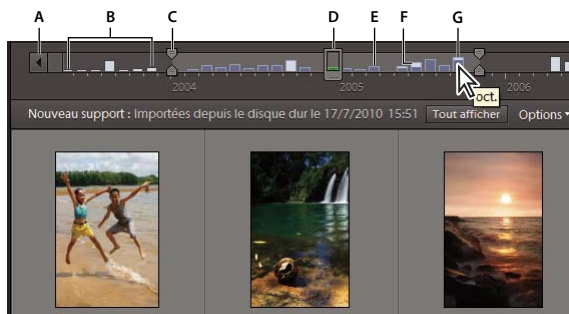 A B C D E F G
2004 2005 2006
oct.
Nouveau support : Importées depuis le disque dur le 17/7/2010 15:51 Tout afficher Options